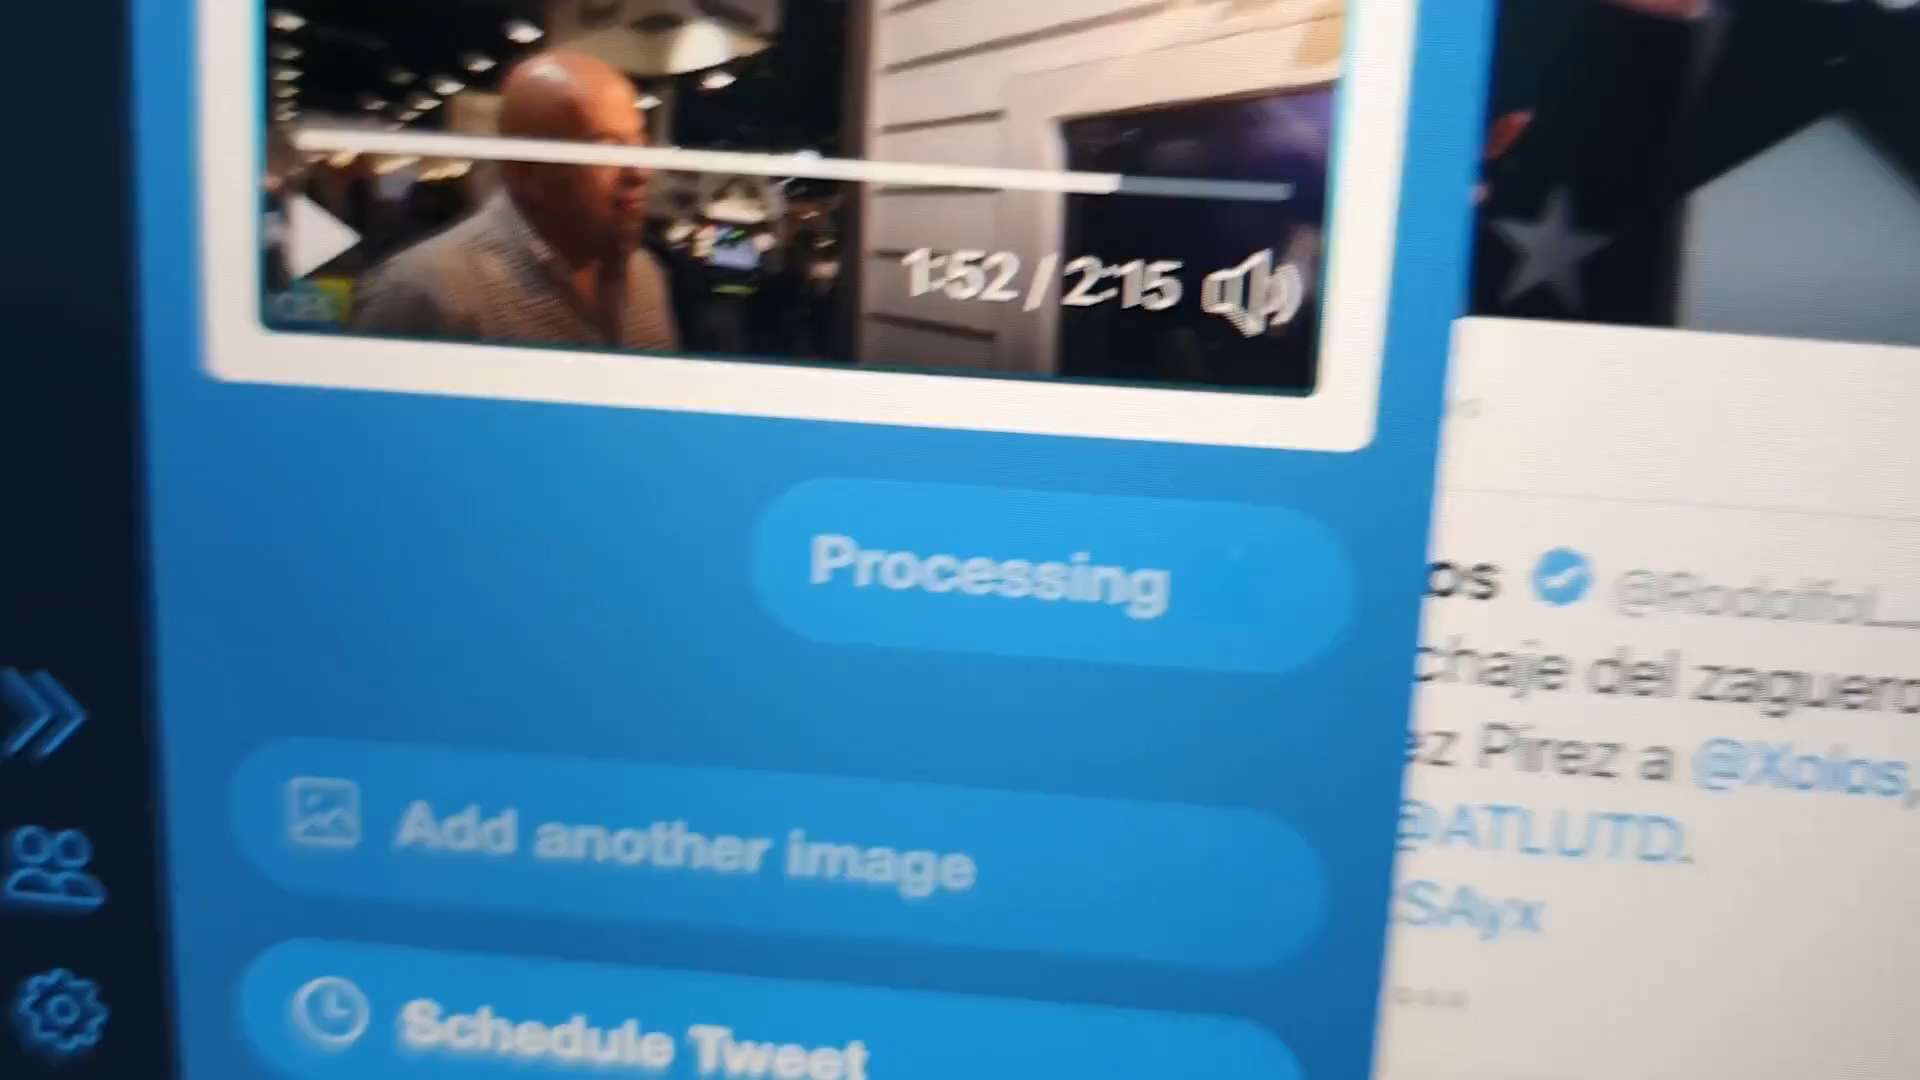 1:52 / 2:15
Processing
Add another image
Schedule Tweet
os @Rodolfol__
chaje del zaguero
ez Pirez a @Xolos,
@ATLUTD.
SAyx